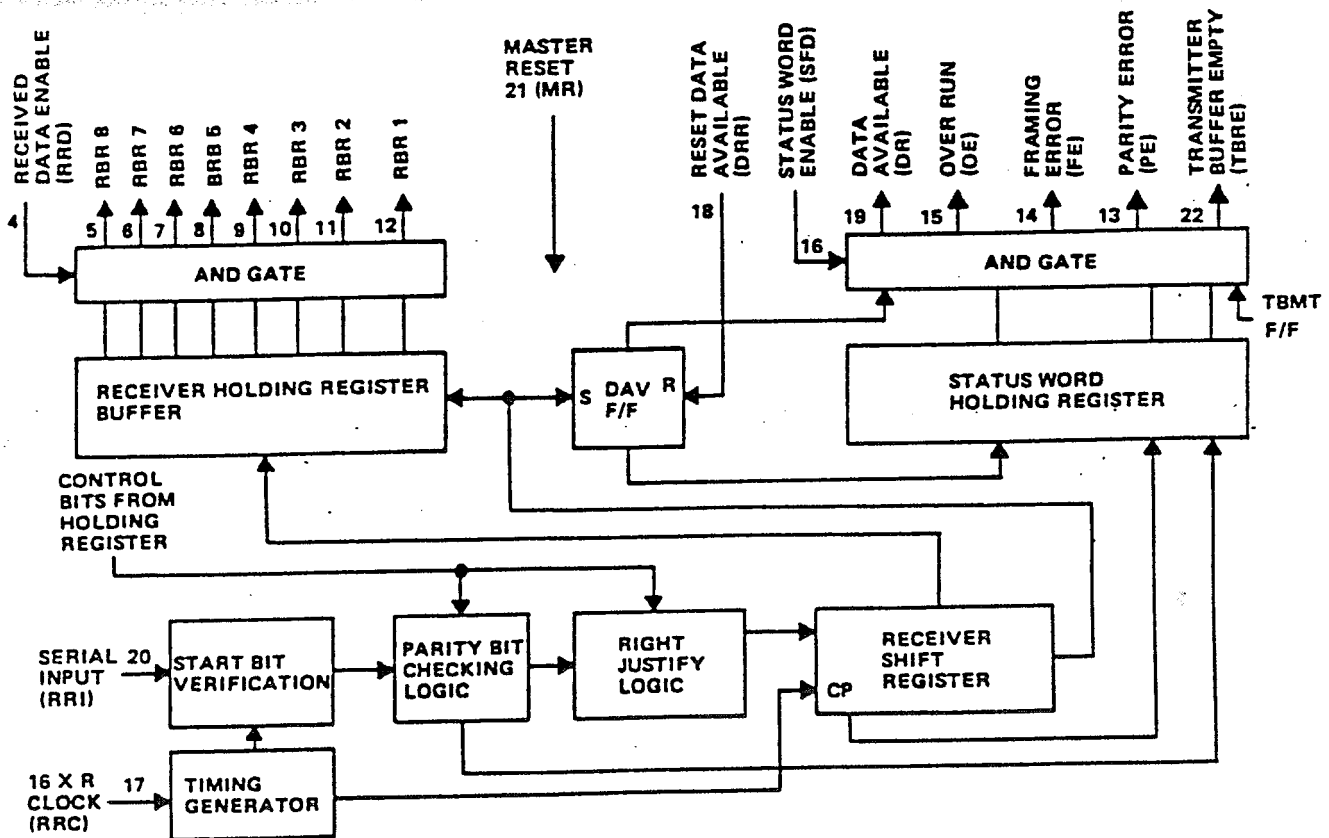 RECEIVED
DATA ENABLE
(RRD)
4
RBR 8
RBR 7
RBR 6
BRB 5
RBR 4
RBR 3
RBR 2
RBR 1
5
6
7
8
9
10
11
12
AND GATE
RECEIVER HOLDING REGISTER
BUFFER
MASTER
RESET
21 (MR)
RESET DATA
AVAILABLE
(DRR)
18
STATUS WORD
ENABLE (SFD)
16
DATA
AVAILABLE
(DR)
19
OVER RUN
(OE)
15
FRAMING
ERROR
(FE)
14
PARITY ERROR
(PE)
13
TRANSMITTER
BUFFER EMPTY
(TBRE)
22
AND GATE
TBMT
F/F
S DAV R
F/F
STATUS WORD
HOLDING REGISTER
CONTROL
BITS FROM
HOLDING
REGISTER
SERIAL 20
INPUT
(RRI)
START BIT
VERIFICATION
PARITY BIT
CHECKING
LOGIC
RIGHT
JUSTIFY
LOGIC
RECEIVER
SHIFT
REGISTER
CP
16 X R 17
CLOCK
(RRC)
TIMING
GENERATOR